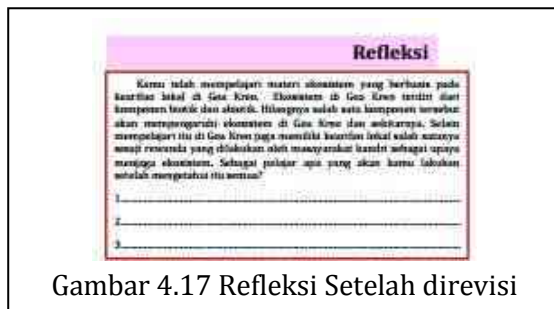 Refleksi
Kamu telah mempelajari materi ekosistem yang berbasis pada
kearifan lokal di Goa Kreo. Ekosistem di Goa Kreo terdiri dari
komponen biotik dan abiotik. Hilangnya salah satu komponen tersebut
akan mempengaruhi ekosistem di Goa Kreo dan sekitarnya. Selain
mempelajari itu di Goa Kreo juga memiliki kearifan lokal salah satunya
sesaji rewanda yang dilakukan oleh masyarakat kandri sebagai upaya
menjaga ekosistem. Sebagai pelajar apa yang akan kamu lakukan
setelah mengetahui itu semua?
1
2
3
Gambar 4.17 Refleksi Setelah direvisi